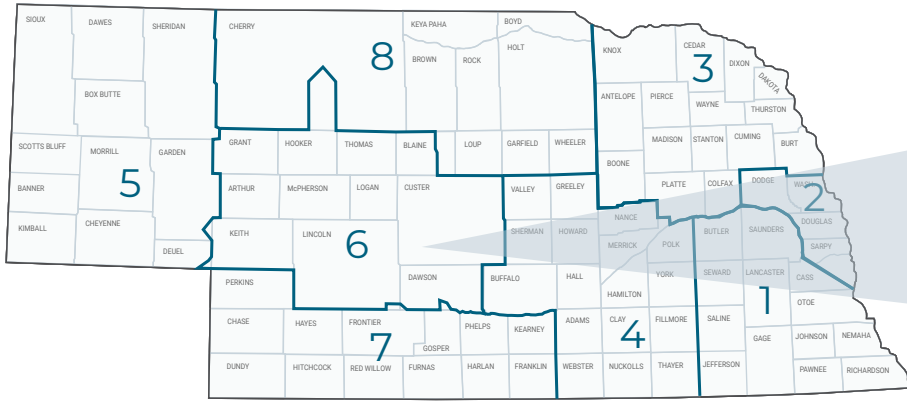 SIOUX
DAWES
SHERIDAN
CHERRY
KEYA PAHA
BOYD
HOLT
BROWN
ROCK
8
KNOX
CEDAR
3
DIXON
DAKOTA
BOX BUTTE
ANTELOPE
PIERCE
WAYNE
THURSTON
SCOTTS BLUFF
MORRILL
GARDEN
GRANT
HOOKER
THOMAS
BLAINE
LOUP
GARFIELD
WHEELER
MADISON
STANTON
CUMING
BURT
BOONE
BANNER
5
ARTHUR
McPHERSON
LOGAN
CUSTER
VALLEY
GREELEY
PLATTE
COLFAX
DODGE
2
KIMBALL
CHEYENNE
DEUEL
KEITH
LINCOLN
6
SHERMAN
HOWARD
NANCE
MERRICK
POLK
BUTLER
SAUNDERS
DOUGLAS
SARPY
PERKINS
DAWSON
BUFFALO
HALL
HAMILTON
YORK
SEWARD
LANCASTER
CASS
1
OTOE
CHASE
HAYES
FRONTIER
7
GOSPER
PHELPS
KEARNEY
ADAMS
CLAY
4
FILLMORE
SALINE
GAGE
JOHNSON
NEMAHA
DUNDY
HITCHCOCK
RED WILLOW
FURNAS
HARLAN
FRANKLIN
WEBSTER
NUCKOLLS
THAYER
JEFFERSON
PAWNEE
RICHARDSON